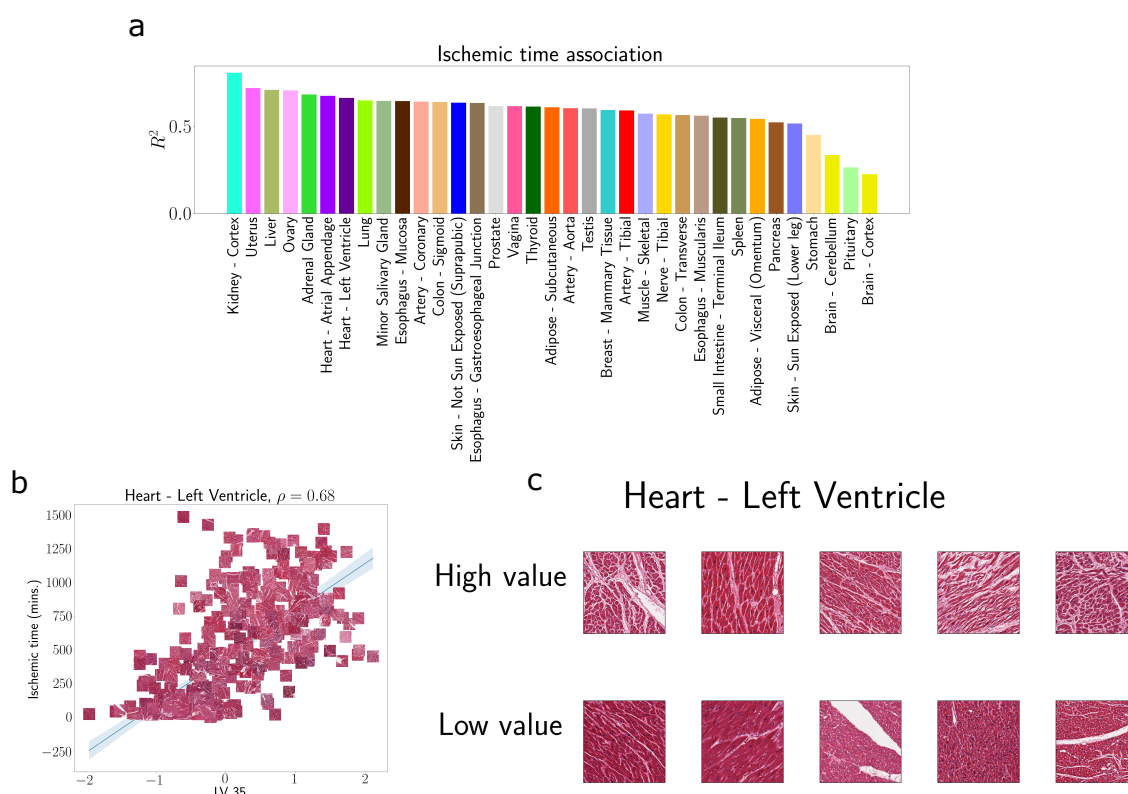 a
Ischemic time association
R²
0.5
0.0
Kidney - Cortex
Uterus
Liver
Ovary
Adrenal Gland
Heart - Atrial Appendage
Heart - Left Ventricle
Lung
Minor Salivary Gland
Esophagus - Mucosa
Artery - Coronary
Colon - Sigmoid
Skin - Not Sun Exposed (Suprapubic)
Esophagus - Gastroesophageal Junction
Prostate
Vagina
Thyroid
Adipose - Subcutaneous
Artery - Aorta
Testis
Breast - Mammary Tissue
Artery - Tibial
Muscle - Skeletal
Nerve - Tibial
Colon - Transverse
Esophagus - Muscularis
Small Intestine - Terminal Ileum
Spleen
Adipose - Visceral (Omentum)
Pancreas
Skin - Sun Exposed (Lower leg)
Stomach
Brain - Cerebellum
Pituitary
Brain - Cortex
b
Heart - Left Ventricle, ρ = 0.68
Ischemic time (mins.)
1500
1250
1000
750
500
250
0
−250
−2
−1
0
1
2
LV 35
c
Heart - Left Ventricle
High value
Low value